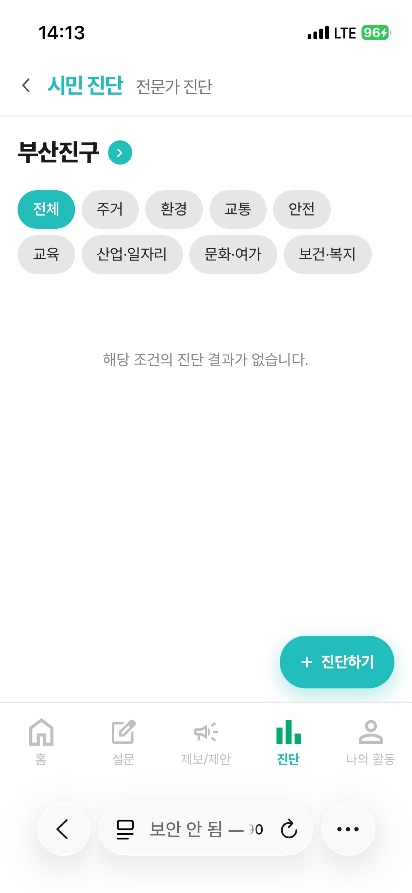 14:13 LTE 96
시민 진단 전문가 진단
부산진구
전체 주거 환경 교통 안전
교육 산업·일자리 문화·여가 보건·복지
해당 조건의 진단 결과가 없습니다.
+ 진단하기
홈 설문 제보/제안 진단 나의 활동
보안 안 됨 —